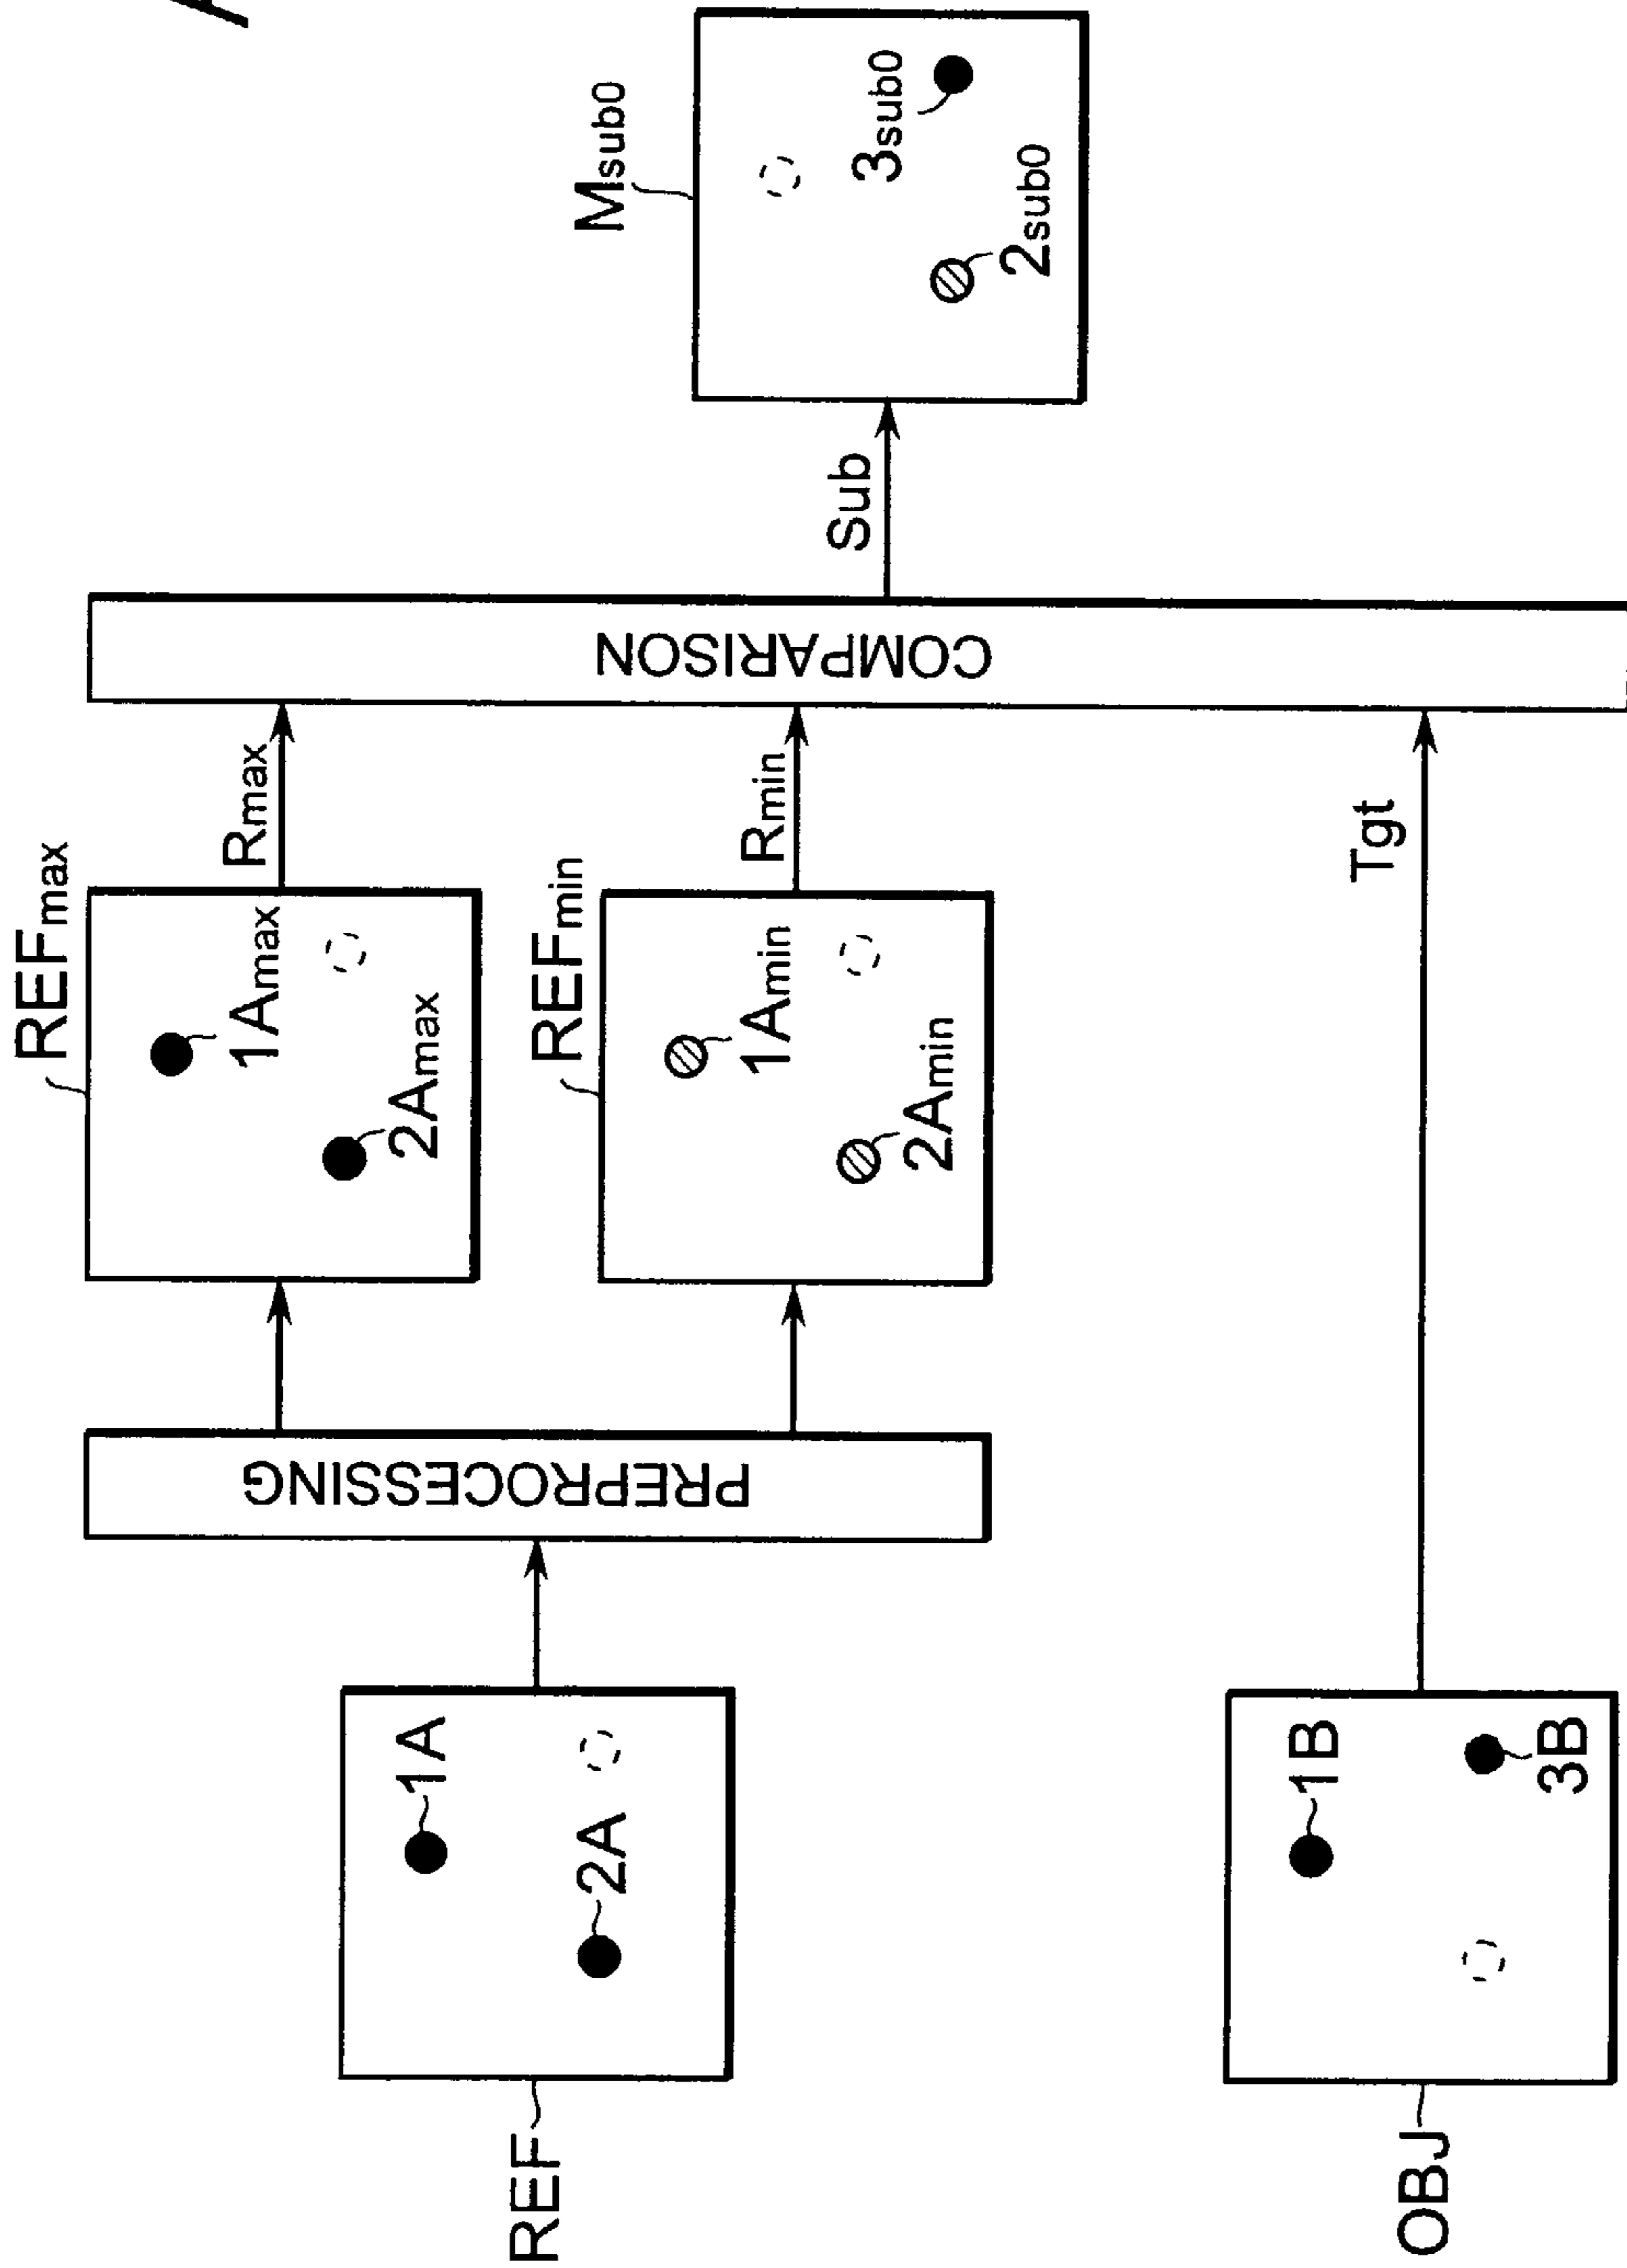 REF
1A
2A
PREPROCESSING
REFmax
1Amax
2Amax
Rmax
REFmin
1Amin
2Amin
Rmin
OBJ
1B
3B
Tgt
COMPARISON
Sub
Msub0
3sub0
2sub0